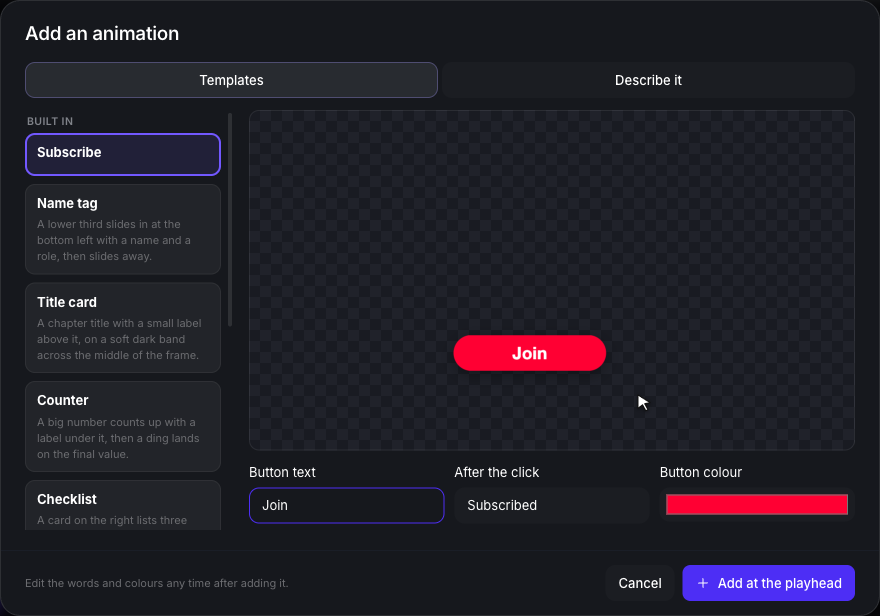 Add an animation
Templates
Describe it
BUILT IN
Subscribe
Name tag
A lower third slides in at the
bottom left with a name and a
role, then slides away.
Title card
A chapter title with a small label
above it, on a soft dark band
across the middle of the frame.
Counter
A big number counts up with a
label under it, then a ding lands
on the final value.
Checklist
A card on the right lists three
Join
Button text
After the click
Button colour
Join
Subscribed
Edit the words and colours any time after adding it.
Cancel
+ Add at the playhead